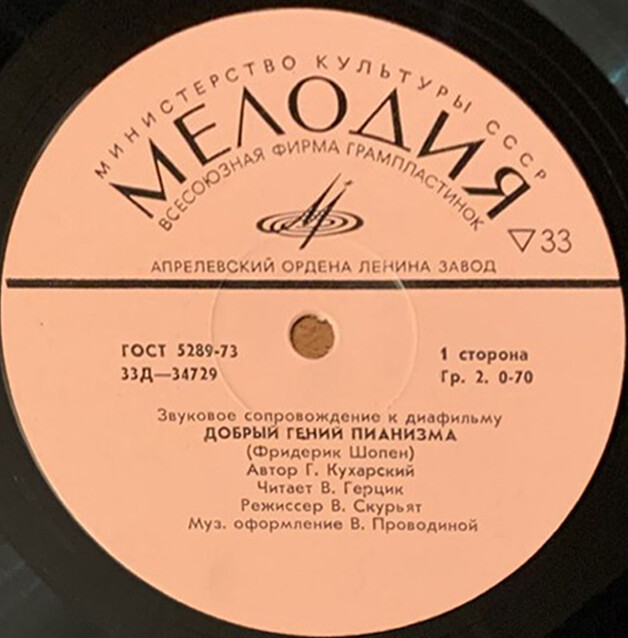 МИНИСТЕРСТВО КУЛЬТУРЫ СССР
МЕЛОДИЯ
ВСЕСОЮЗНАЯ ФИРМА ГРАМПЛАСТИНОК
33
АПРЕЛЕВСКИЙ ОРДЕНА ЛЕНИНА ЗАВОД
ГОСТ 5289-73
1 сторона
33Д—34729
Гр. 2. 0-70
Звуковое сопровождение к диафильму
ДОБРЫЙ ГЕНИЙ ПИАНИЗМА
(Фридерик Шопен)
Автор Г. Кухарский
Читает В. Герцик
Режиссер В. Скурьят
Муз. оформление В. Проводиной